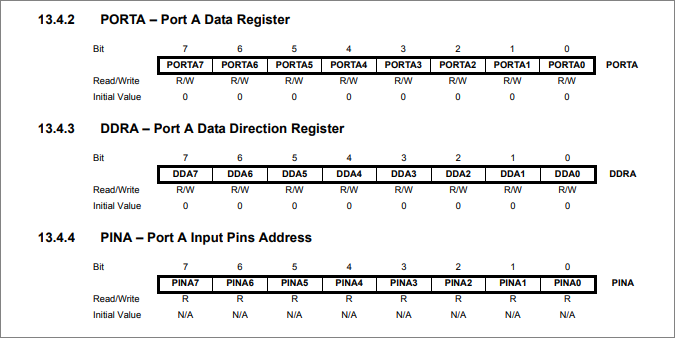 13.4.2 PORTA – Port A Data Register
Bit 7 6 5 4 3 2 1 0
PORTA7 PORTA6 PORTA5 PORTA4 PORTA3 PORTA2 PORTA1 PORTA0 PORTA
Read/Write R/W R/W R/W R/W R/W R/W R/W R/W
Initial Value 0 0 0 0 0 0 0 0
13.4.3 DDRA – Port A Data Direction Register
Bit 7 6 5 4 3 2 1 0
DDA7 DDA6 DDA5 DDA4 DDA3 DDA2 DDA1 DDA0 DDRA
Read/Write R/W R/W R/W R/W R/W R/W R/W R/W
Initial Value 0 0 0 0 0 0 0 0
13.4.4 PINA – Port A Input Pins Address
Bit 7 6 5 4 3 2 1 0
PINA7 PINA6 PINA5 PINA4 PINA3 PINA2 PINA1 PINA0 PINA
Read/Write R R R R R R R R
Initial Value N/A N/A N/A N/A N/A N/A N/A N/A